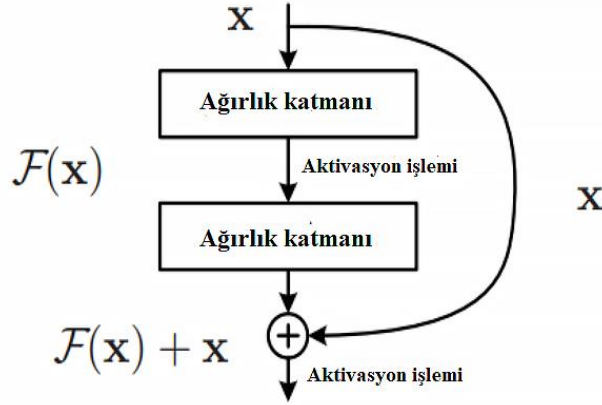 x
Ağırlık katmanı
F(x)
Aktivasyon işlemi
x
Ağırlık katmanı
+
F(x) + x
Aktivasyon işlemi